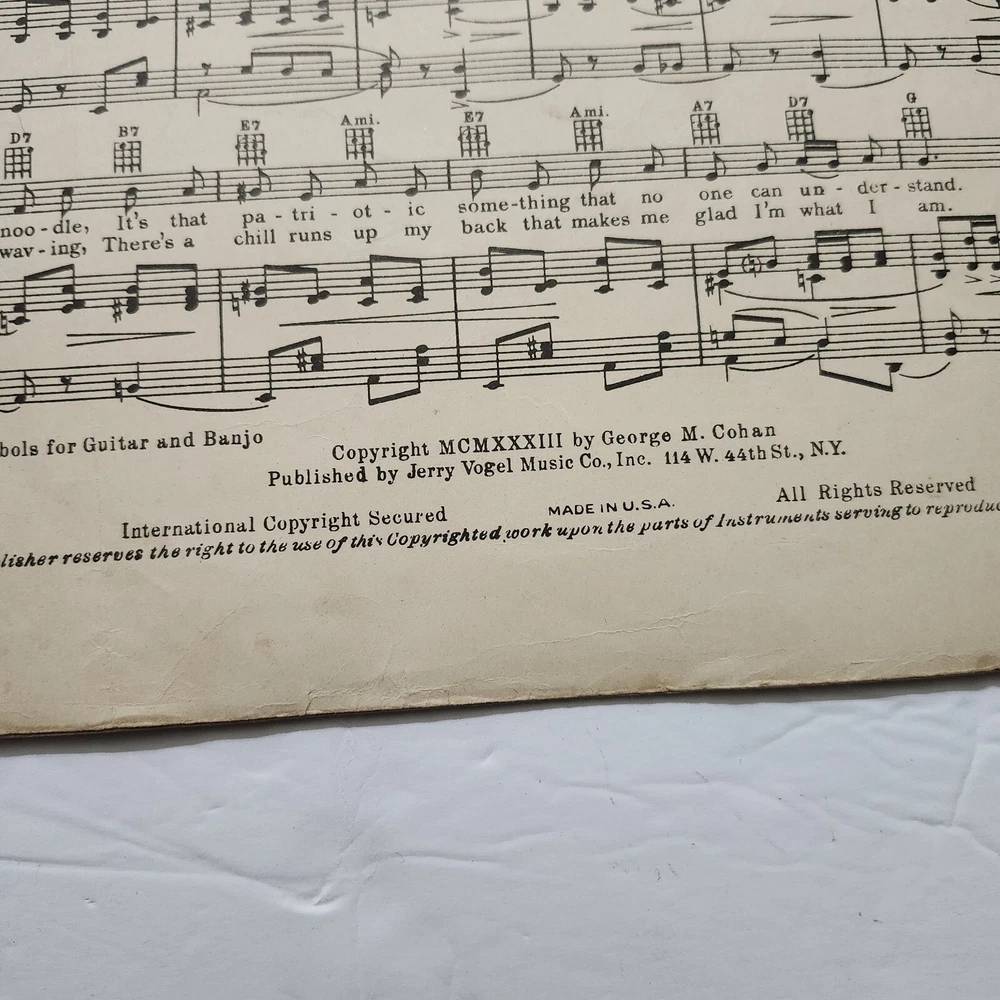 D7 B7 E7 Ami. E7 Ami. A7 D7 G
noo - dle, It's that pa - tri - ot - ic some-thing that no one can un - der - stand.
wav - ing, There's a chill runs up my back that makes me glad I'm what I am.
bols for Guitar and Banjo
Copyright MCMXXXIII by George M. Cohan
Published by Jerry Vogel Music Co., Inc. 114 W. 44th St., N.Y.
International Copyright Secured MADE IN U.S.A. All Rights Reserved
lisher reserves the right to the use of this Copyrighted work upon the parts of Instruments serving to reproduc